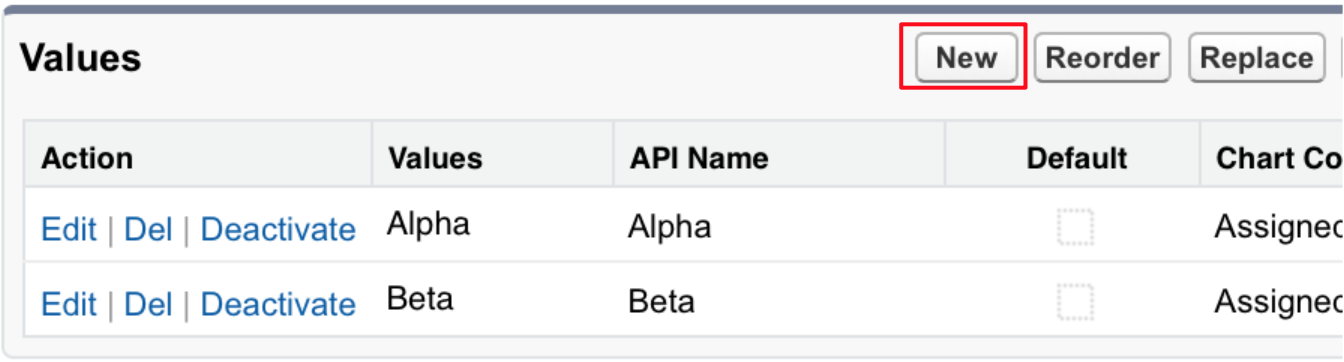 Values New Reorder Replace
Action Values API Name Default Chart Co
Edit | Del | Deactivate Alpha Alpha Assigned
Edit | Del | Deactivate Beta Beta Assigned